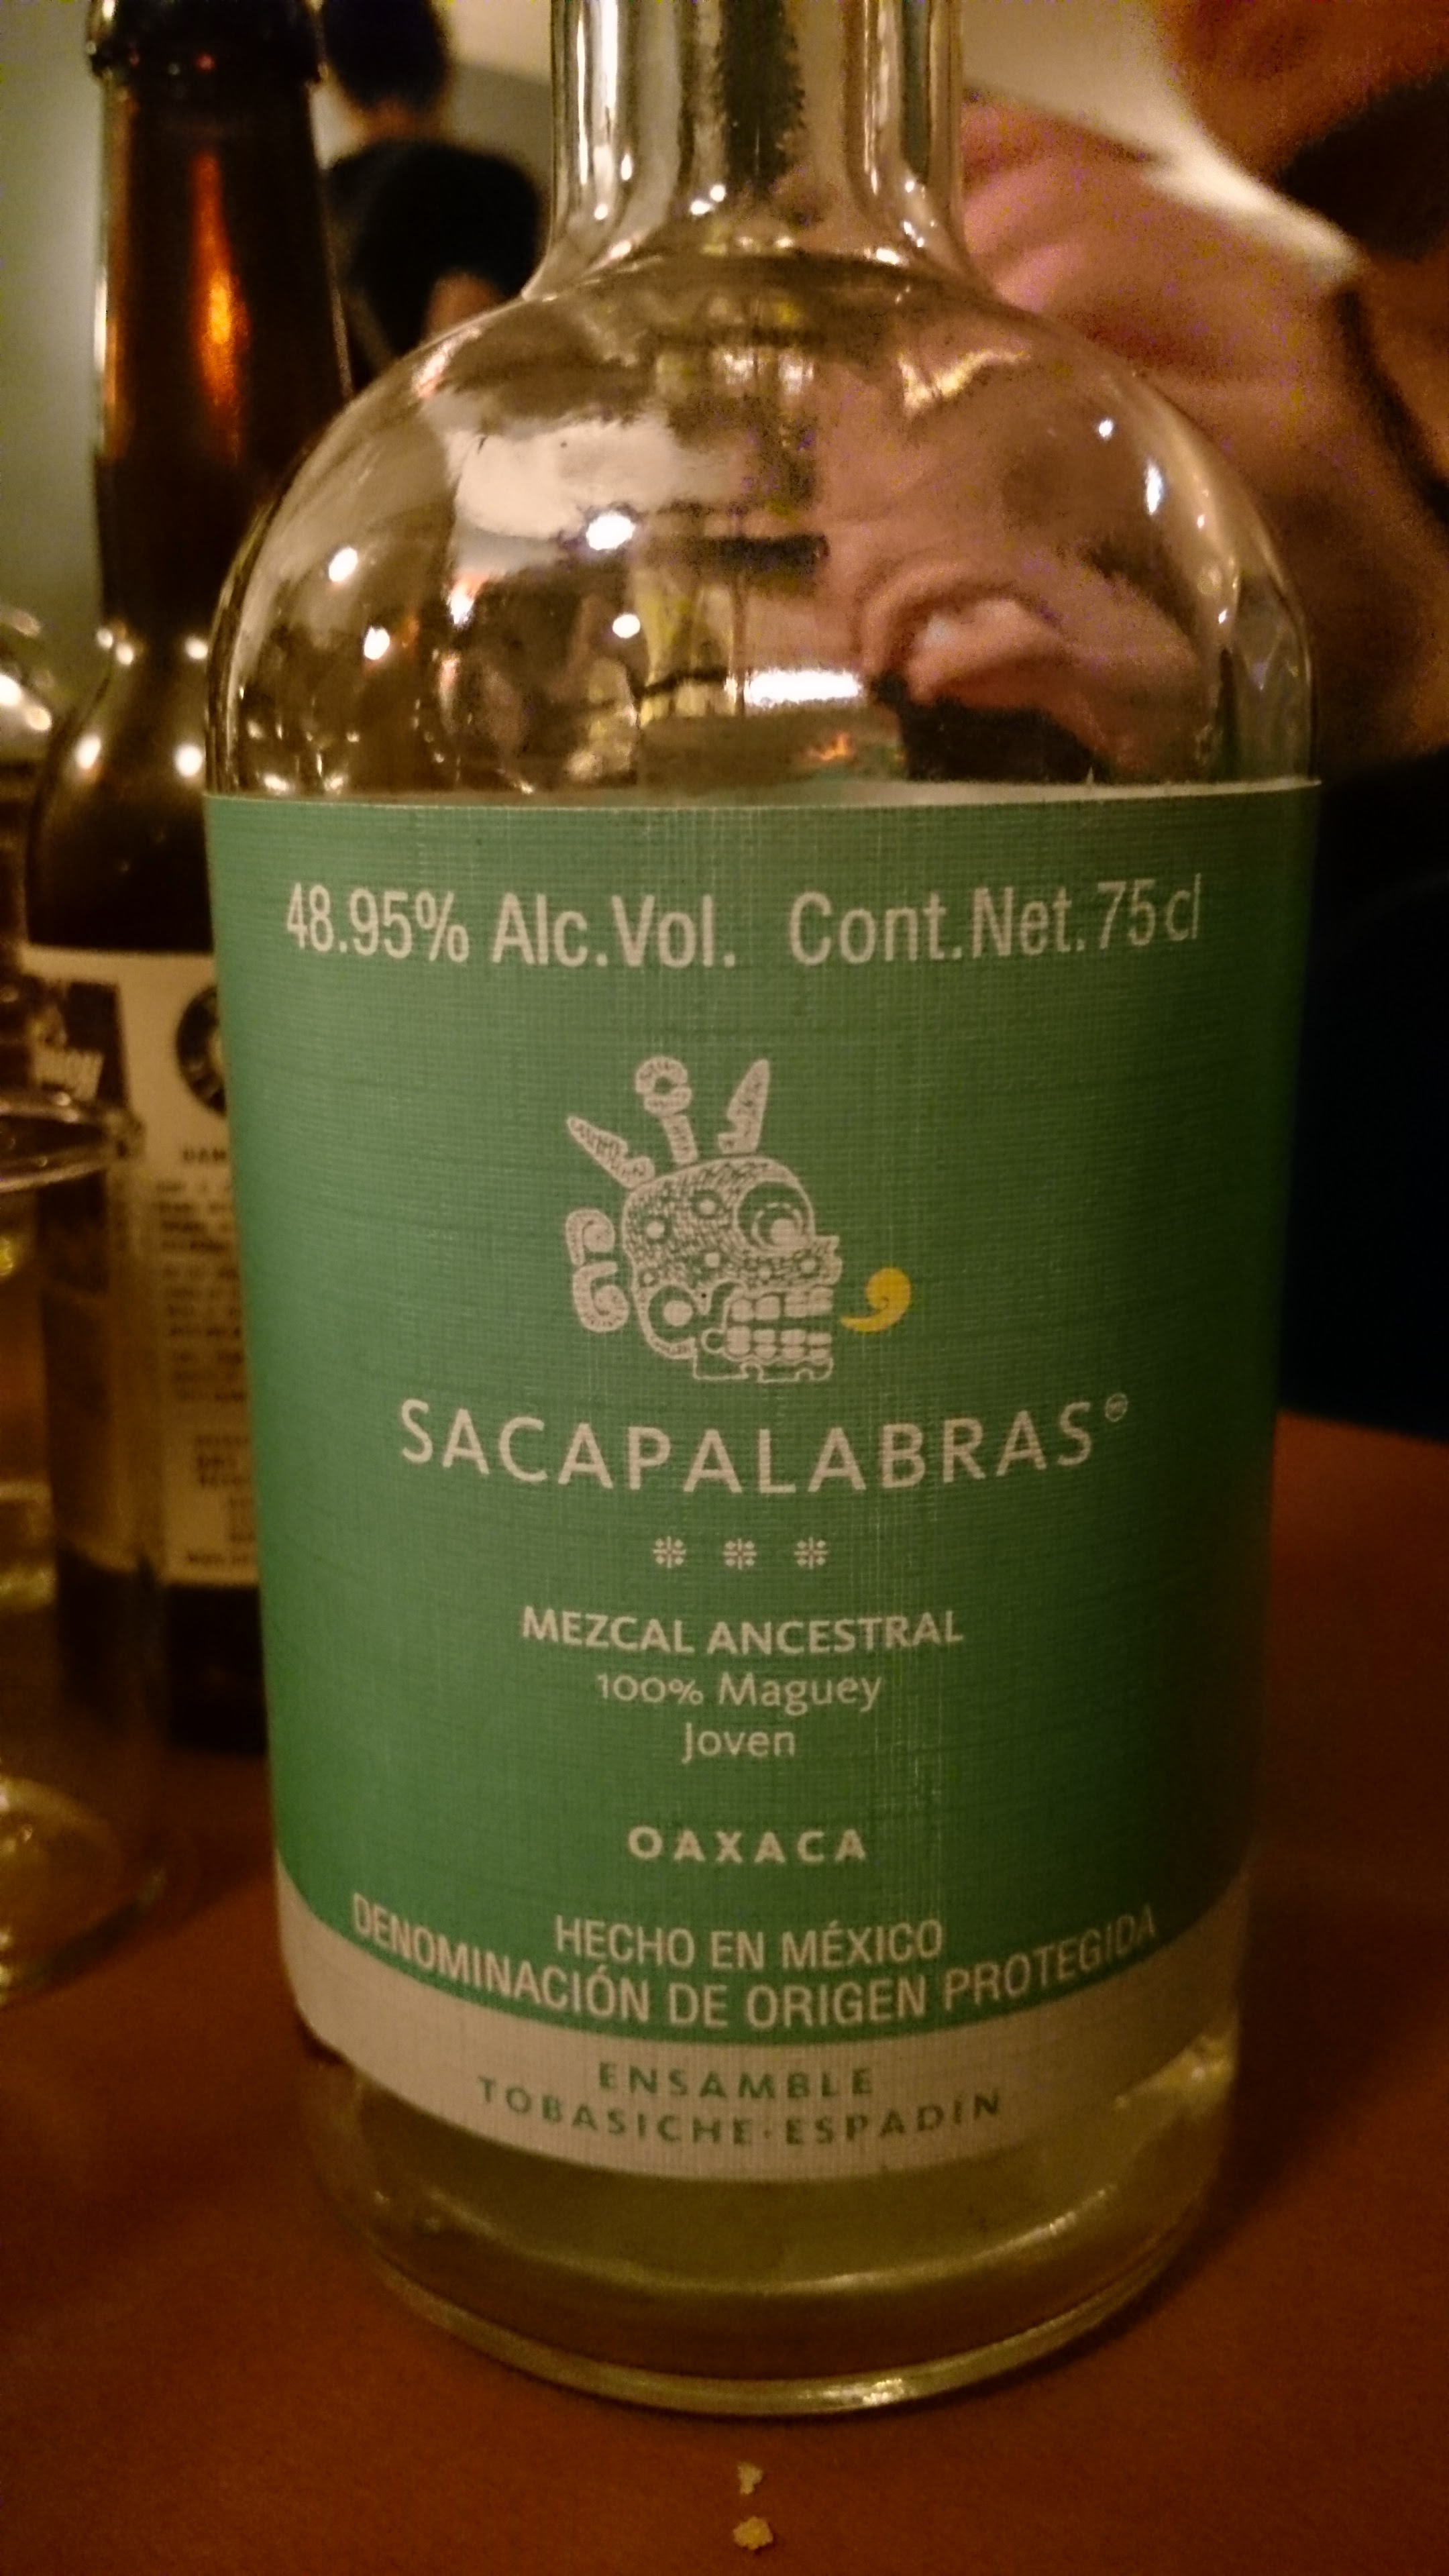 48.95% Alc.Vol. Cont.Net.75cl
SACAPALABRAS
MEZCAL ANCESTRAL
100% Maguey
Joven
OAXACA
HECHO EN MÉXICO
DENOMINACIÓN DE ORIGEN PROTEGIDA
ENSAMBLE
TOBASICHE·ESPADÍN